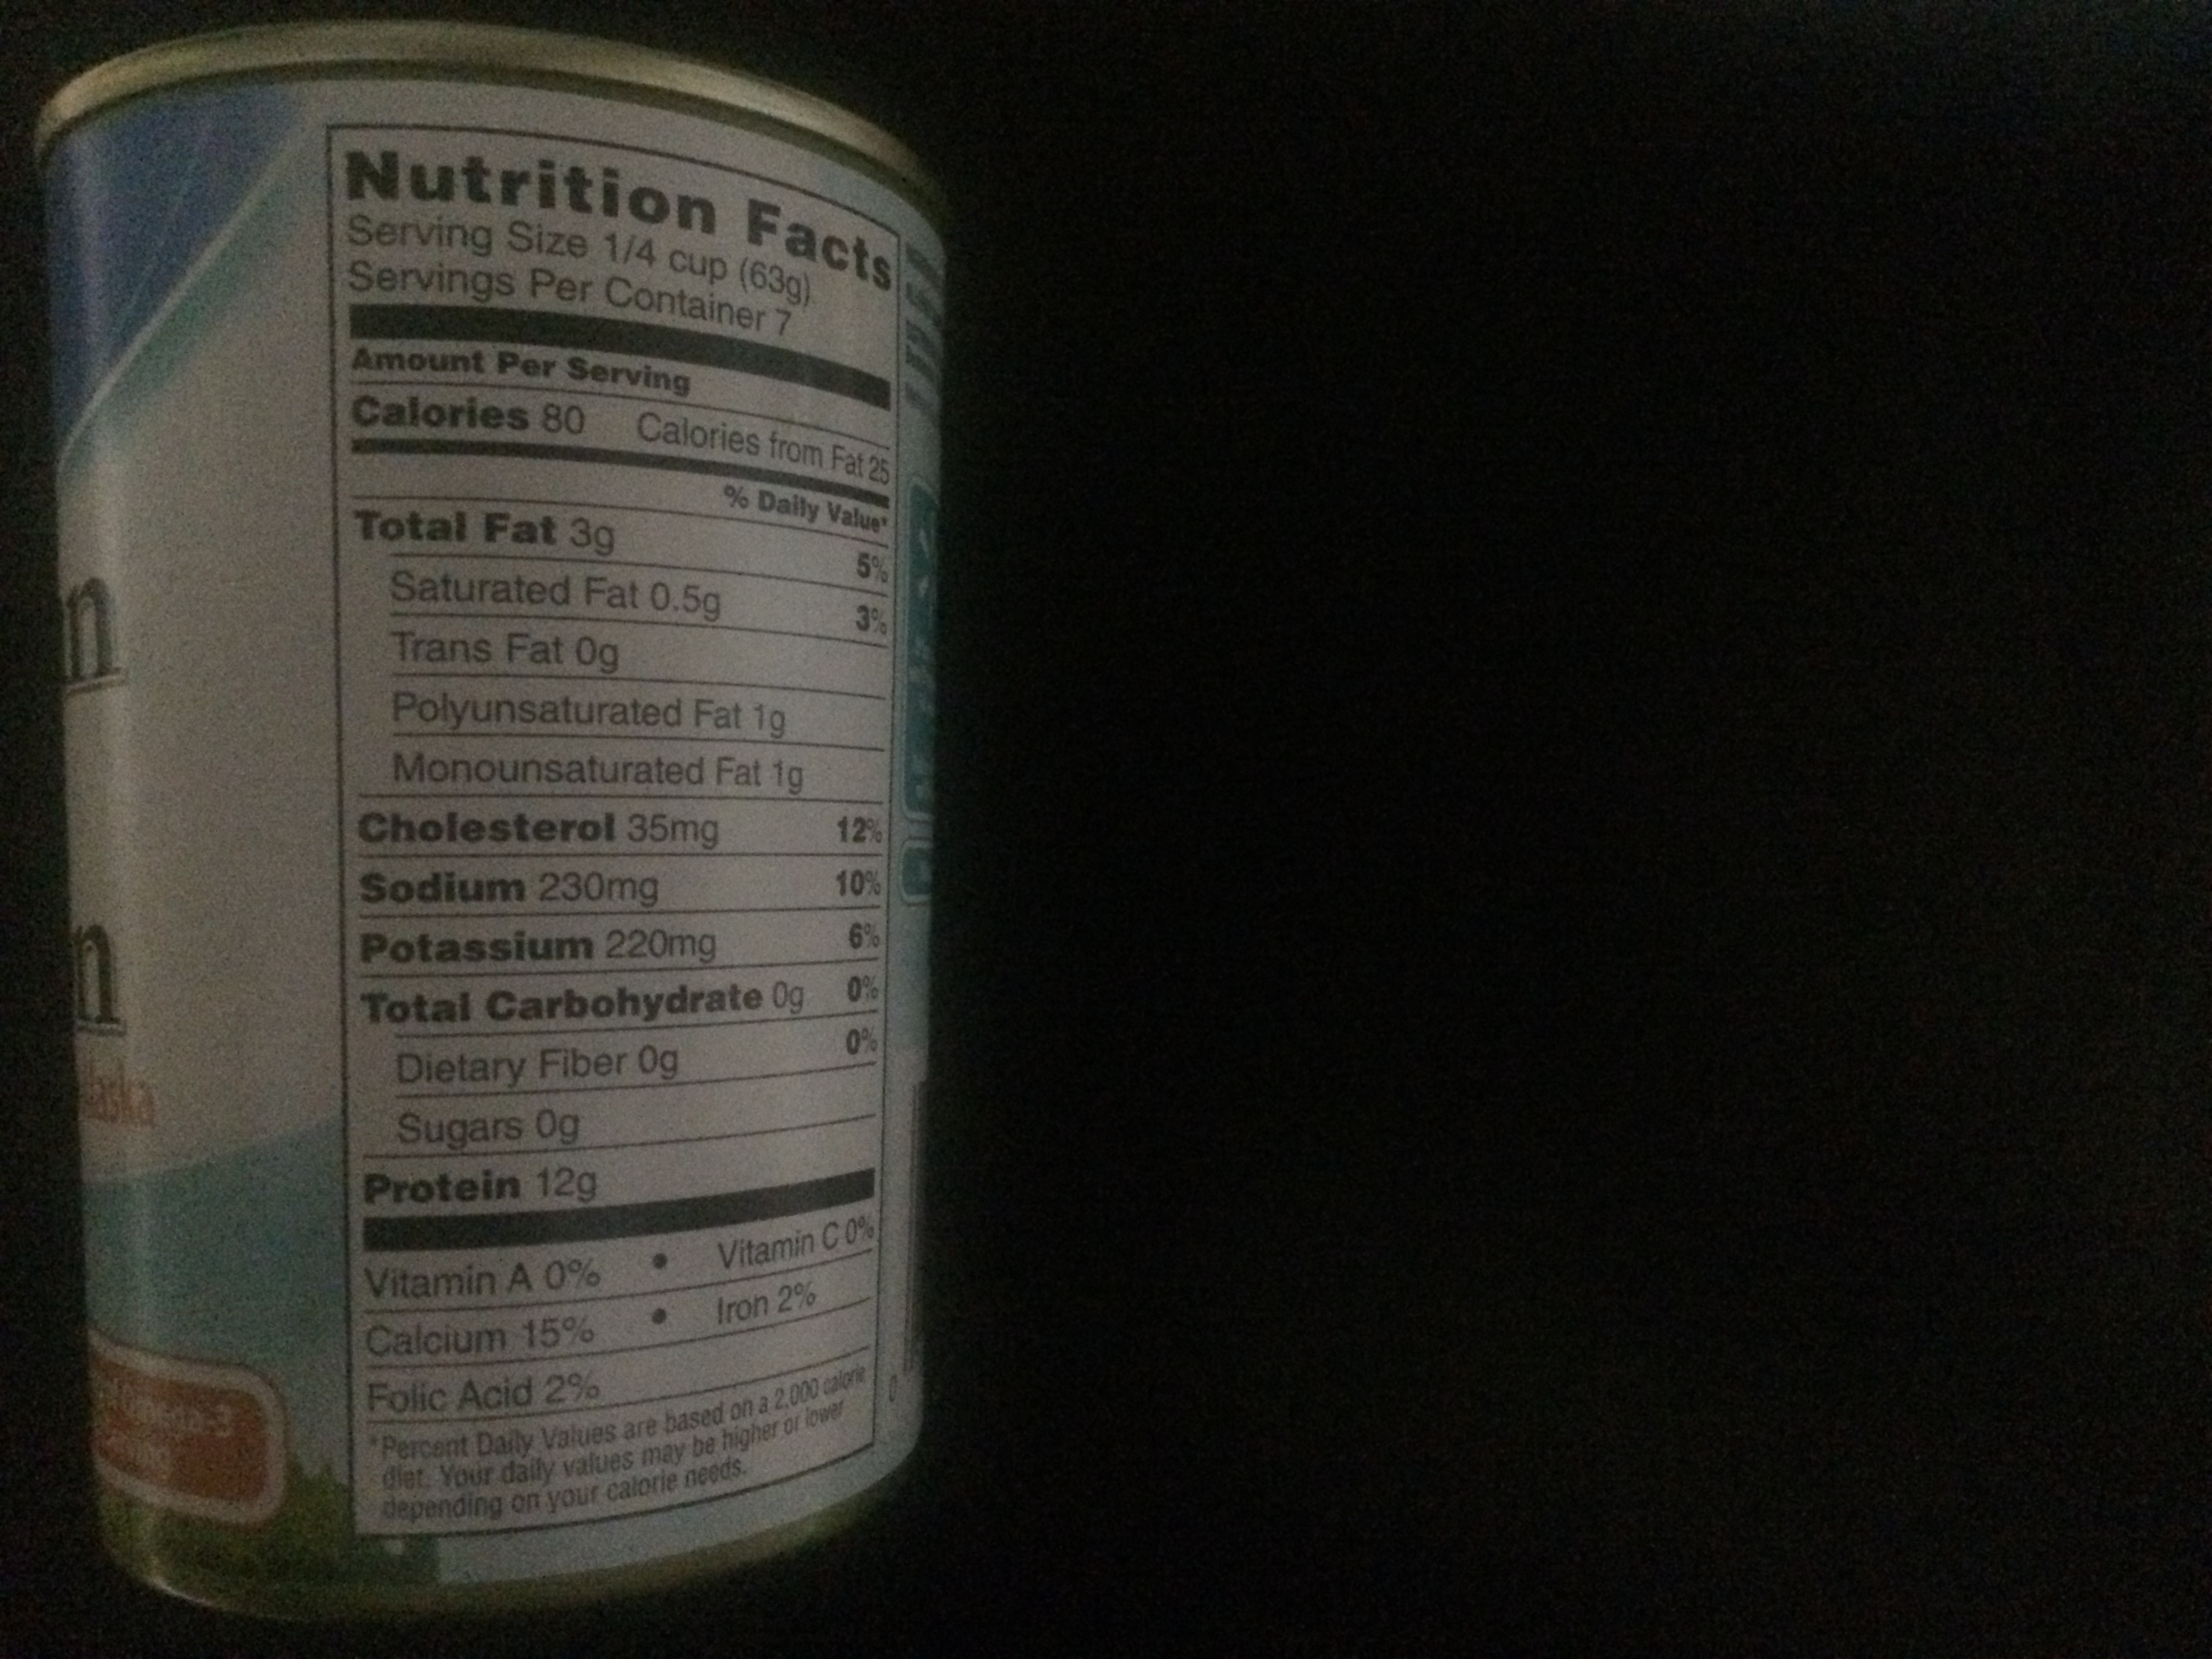 Nutrition Facts
Serving Size 1/4 cup (63g)
Servings Per Container 7
Amount Per Serving
Calories 80 Calories from Fat 25
% Daily Value*
Total Fat 3g 5%
Saturated Fat 0.5g 3%
Trans Fat 0g
Polyunsaturated Fat 1g
Monounsaturated Fat 1g
Cholesterol 35mg 12%
Sodium 230mg 10%
Potassium 220mg 6%
Total Carbohydrate 0g 0%
Dietary Fiber 0g 0%
Sugars 0g
Protein 12g
Vitamin A 0% • Vitamin C 0%
Calcium 15% • Iron 2%
Folic Acid 2%
*Percent Daily Values are based on a 2,000 calorie
diet. Your daily values may be higher or lower
depending on your calorie needs.
0